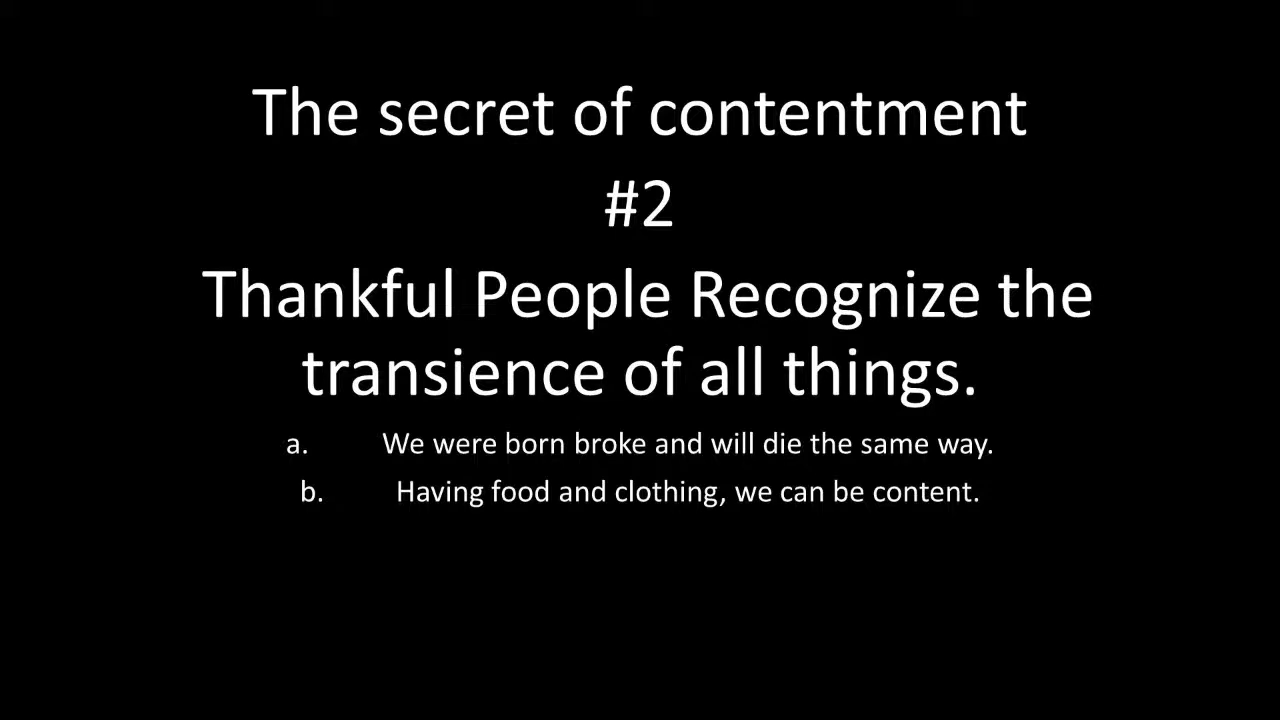 The secret of contentment
#2
Thankful People Recognize the
transience of all things.
a. We were born broke and will die the same way.
b. Having food and clothing, we can be content.